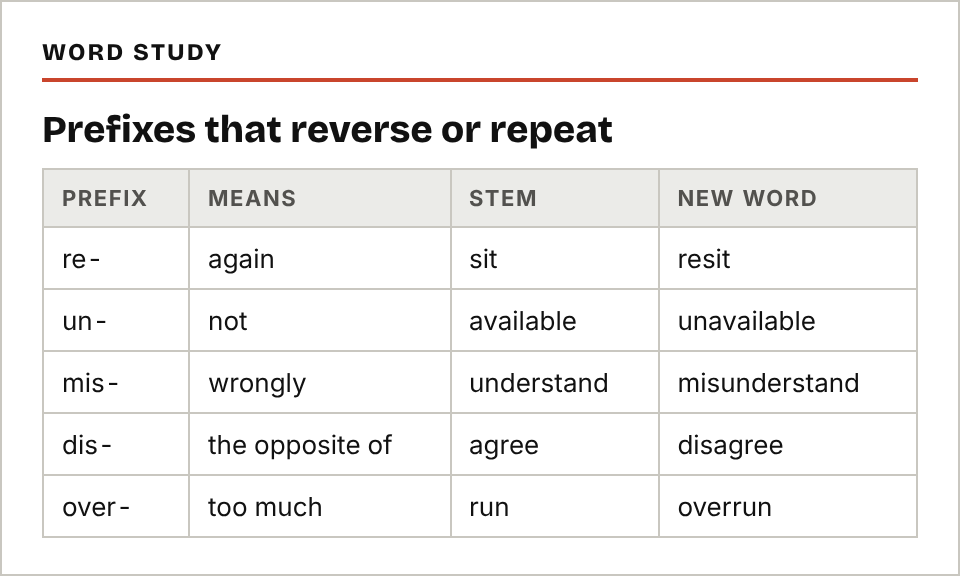 WORD STUDY
Prefixes that reverse or repeat
PREFIX MEANS STEM NEW WORD
re- again sit resit
un- not available unavailable
mis- wrongly understand misunderstand
dis- the opposite of agree disagree
over- too much run overrun